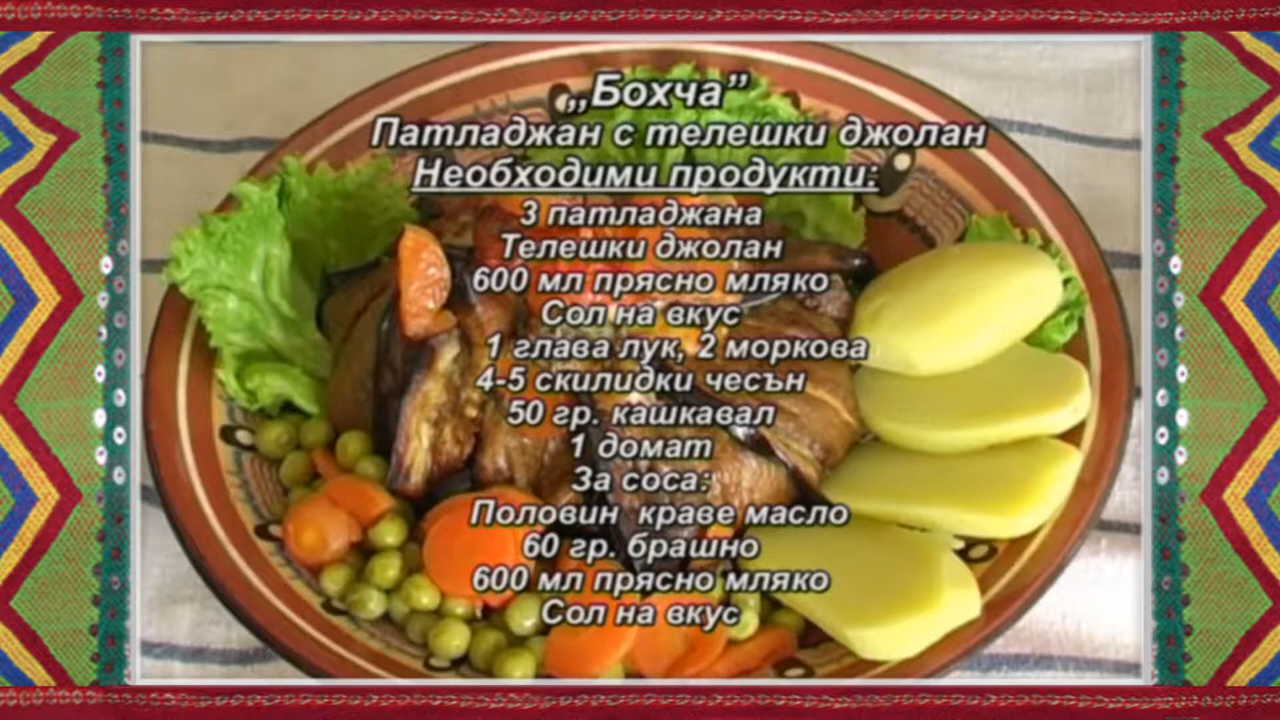 „Бохча”
Патладжан с телешки джолан
Необходими продукти:
3 патладжана
Телешки джолан
600 мл прясно мляко
Сол на вкус
1 глава лук, 2 моркова
4-5 скилидки чесън
50 гр. кашкавал
1 домат
За соса:
Половин краве масло
60 гр. брашно
600 мл прясно мляко
Сол на вкус